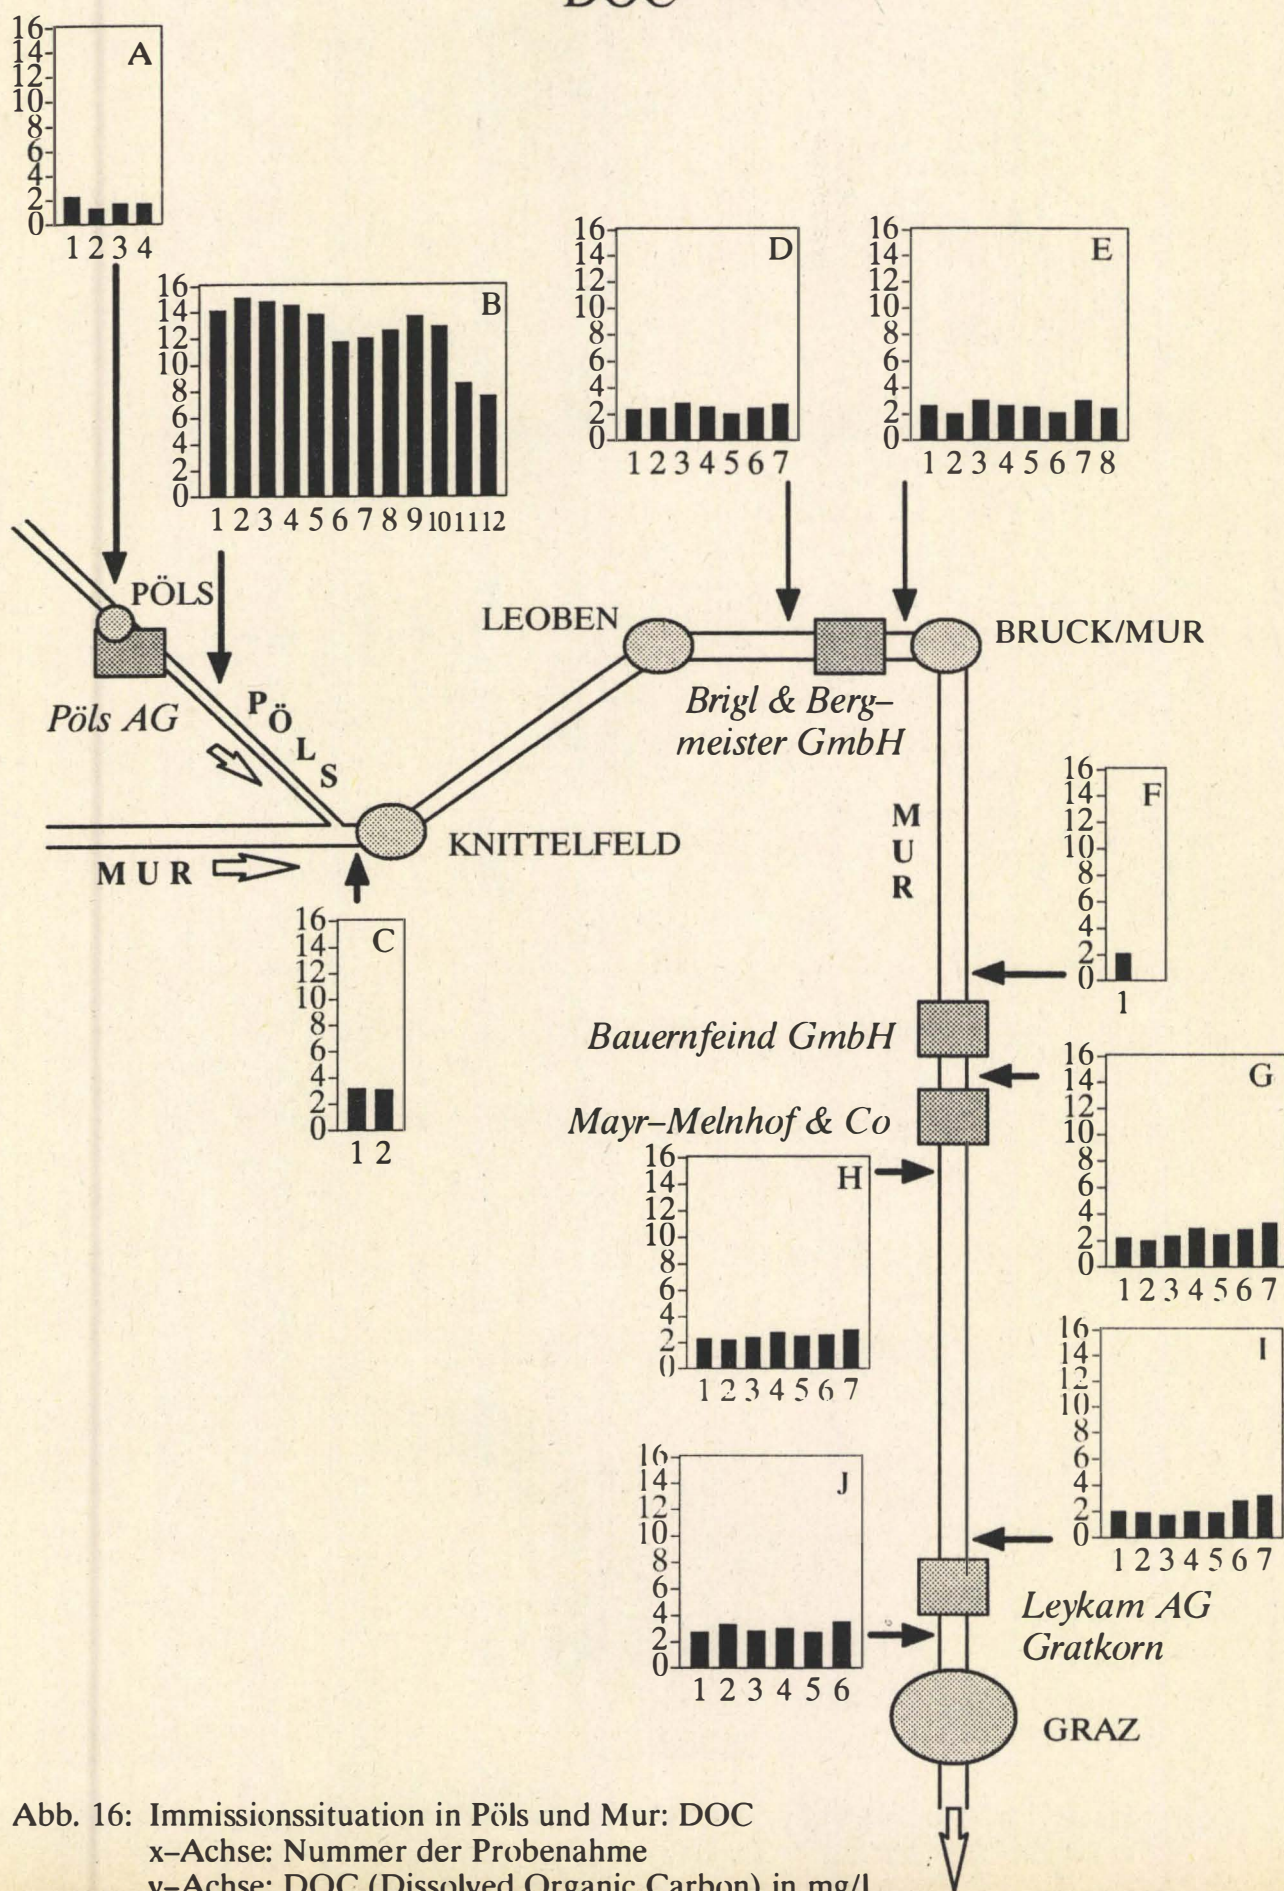 DOC
16
14
12
10
8
6
4
2
0
A
1 2 3 4
16
14
12
10
8
6
4
2
0
B
1 2 3 4 5 6 7 8 9 10 11 12
16
14
12
10
8
6
4
2
0
D
1 2 3 4 5 6 7
16
14
12
10
8
6
4
2
0
E
1 2 3 4 5 6 7 8
PÖLS
Pöls AG
PÖLS
LEOBEN
BRUCK/MUR
Brigl & Berg–
meister GmbH
KNITTELFELD
MUR
MUR
16
14
12
10
8
6
4
2
0
C
1 2
16
14
12
10
8
6
4
2
0
F
1
Bauernfeind GmbH
Mayr–Melnhof & Co
16
14
12
10
8
6
4
2
0
G
1 2 3 4 5 6 7
16
14
12
10
8
6
4
2
0
H
1 2 3 4 5 6 7
16
14
12
10
8
6
4
2
0
I
1 2 3 4 5 6 7
16
14
12
10
8
6
4
2
0
J
1 2 3 4 5 6
Leykam AG
Gratkorn
GRAZ
Abb. 16: Immissionssituation in Pöls und Mur: DOC
x–Achse: Nummer der Probenahme
y–Achse: DOC (Dissolved Organic Carbon) in mg/l